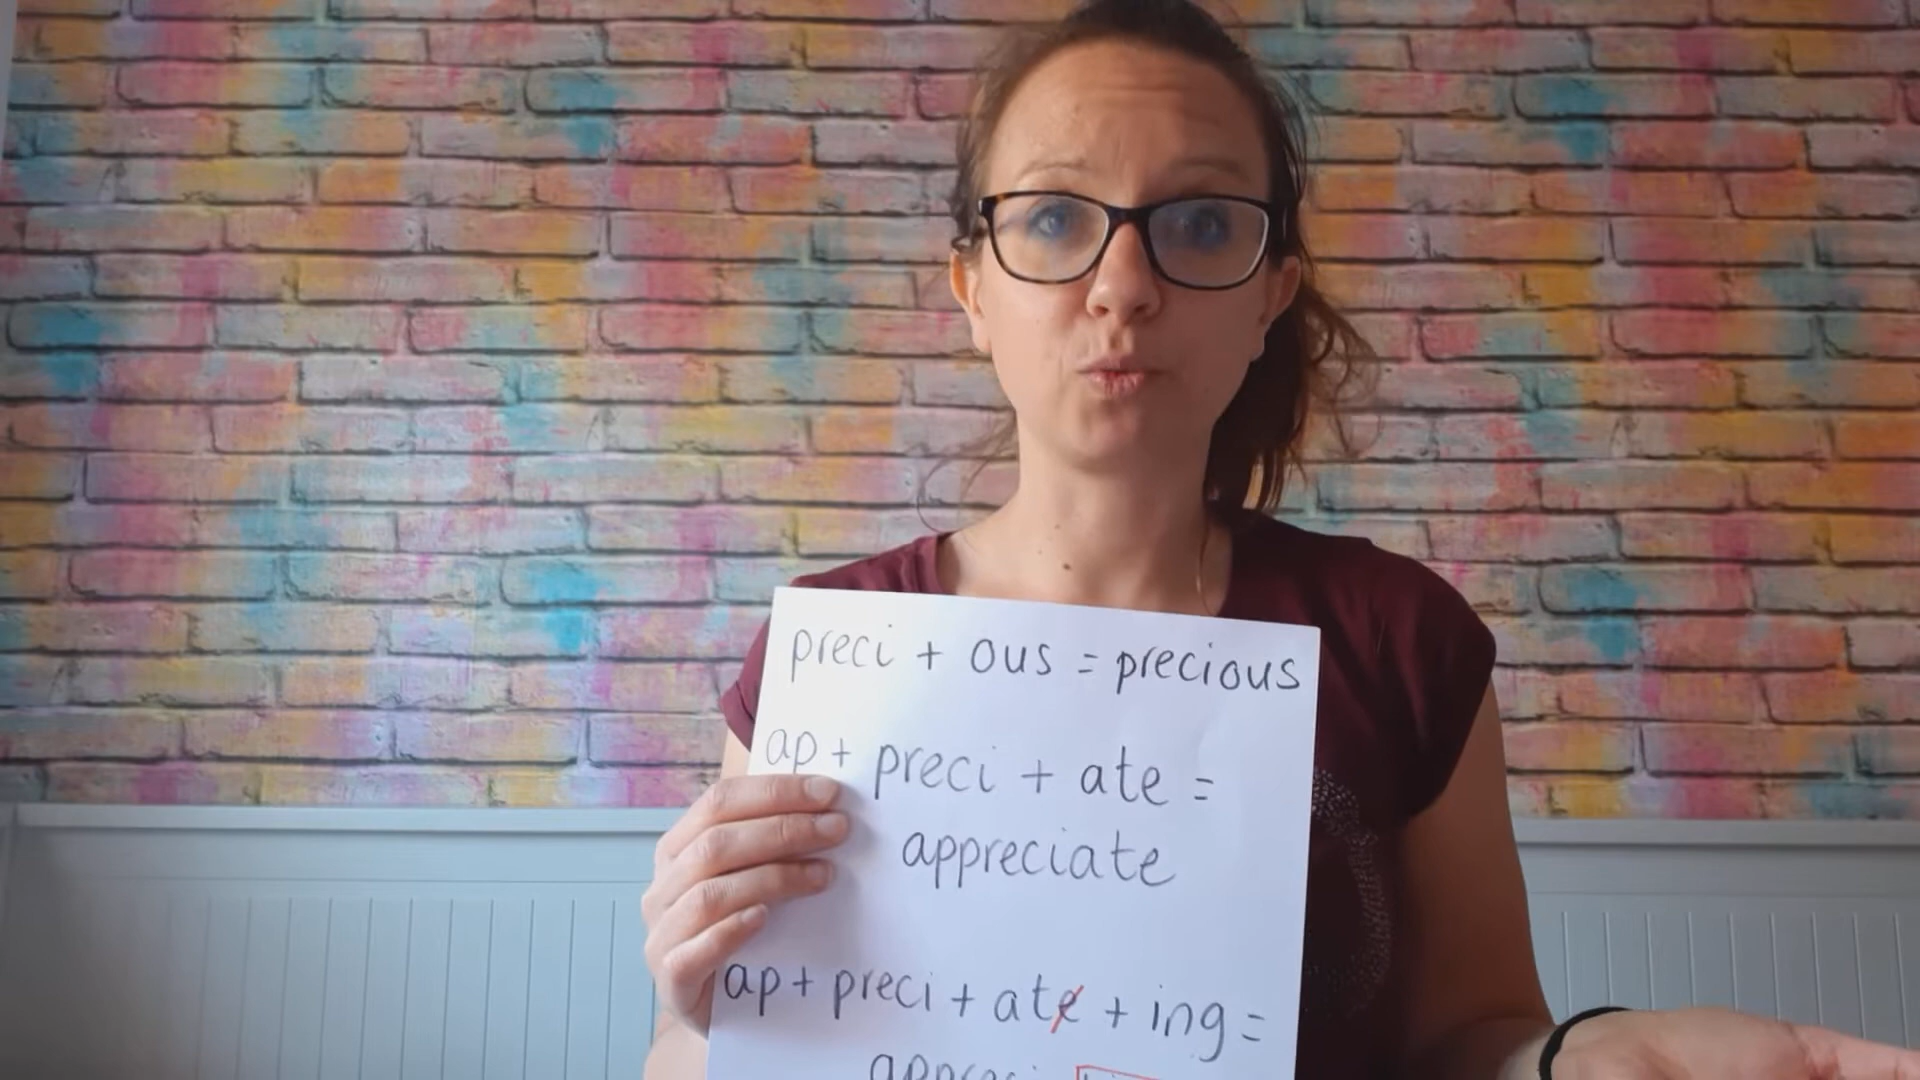 preci + ous = precious
ap + preci + ate =
appreciate
ap + preci + ate + ing =